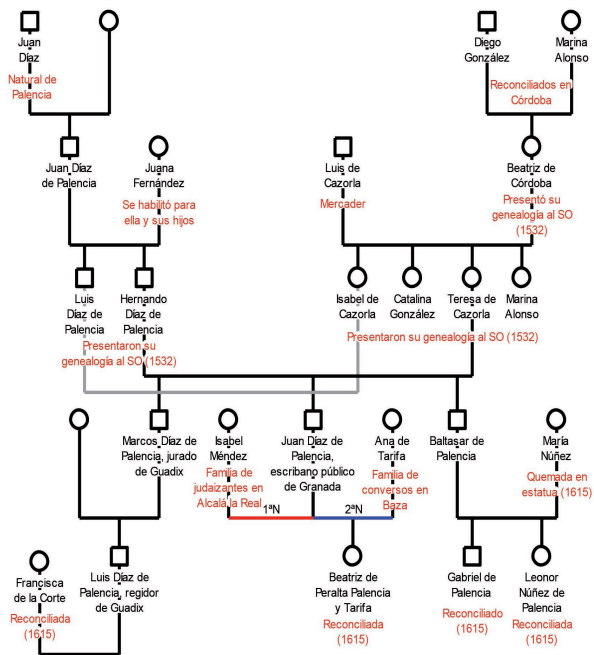 Juan
Díaz
Natural de
Palencia
Diego
González
Marina
Alonso
Reconciliados en
Córdoba
Juan Díaz
de Palencia
Juana
Fernández
Se habilitó para
ella y sus hijos
Luis de
Cazorla
Mercader
Beatriz de
Córdoba
Presentó su
genealogía al SO
(1532)
Luis
Díaz de
Palencia
Hernando
Díaz de
Palencia
Presentaron su
genealogía al SO (1532)
Isabel de
Cazorla
Catalina
González
Teresa de
Cazorla
Marina
Alonso
Presentaron su genealogía al SO (1532)
Marcos Díaz de
Palencia, jurado
de Guadix
Isabel
Méndez
Familia de
judaizantes en
Alcalá la Real
Juan Díaz de
Palencia,
escribano público
de Granada
Ana de
Tarifa
Familia de
conversos en
Baza
Baltasar de
Palencia
María
Núñez
Quemada en
estatua (1615)
1ªN
2ªN
Francisca
de la Corte
Reconciliada
(1615)
Luis Díaz de
Palencia, regidor
de Guadix
Beatriz de
Peralta Palencia
y Tarifa
Reconciliada
(1615)
Gabriel de
Palencia
Reconciliado
(1615)
Leonor
Núñez de
Palencia
Reconciliada
(1615)